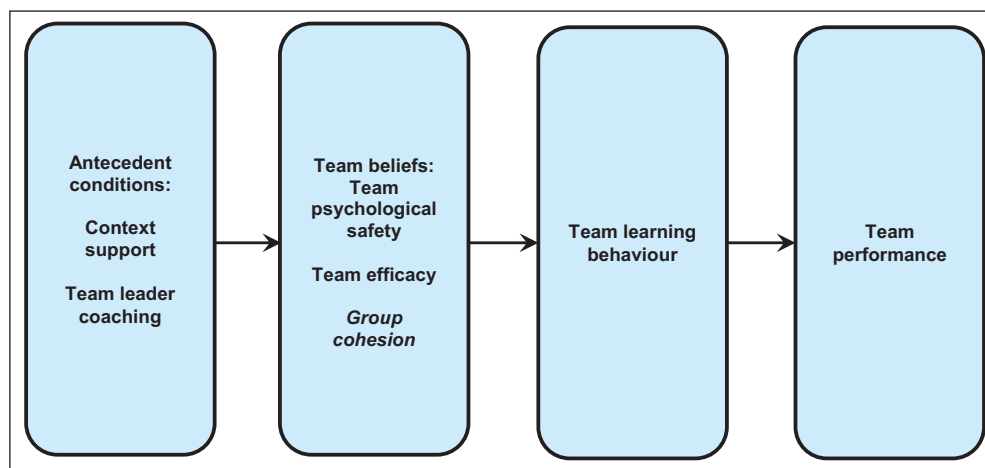 Antecedent
conditions:
Context
support
Team leader
coaching
Team beliefs:
Team
psychological
safety
Team efficacy
Group
cohesion
Team learning
behaviour
Team
performance